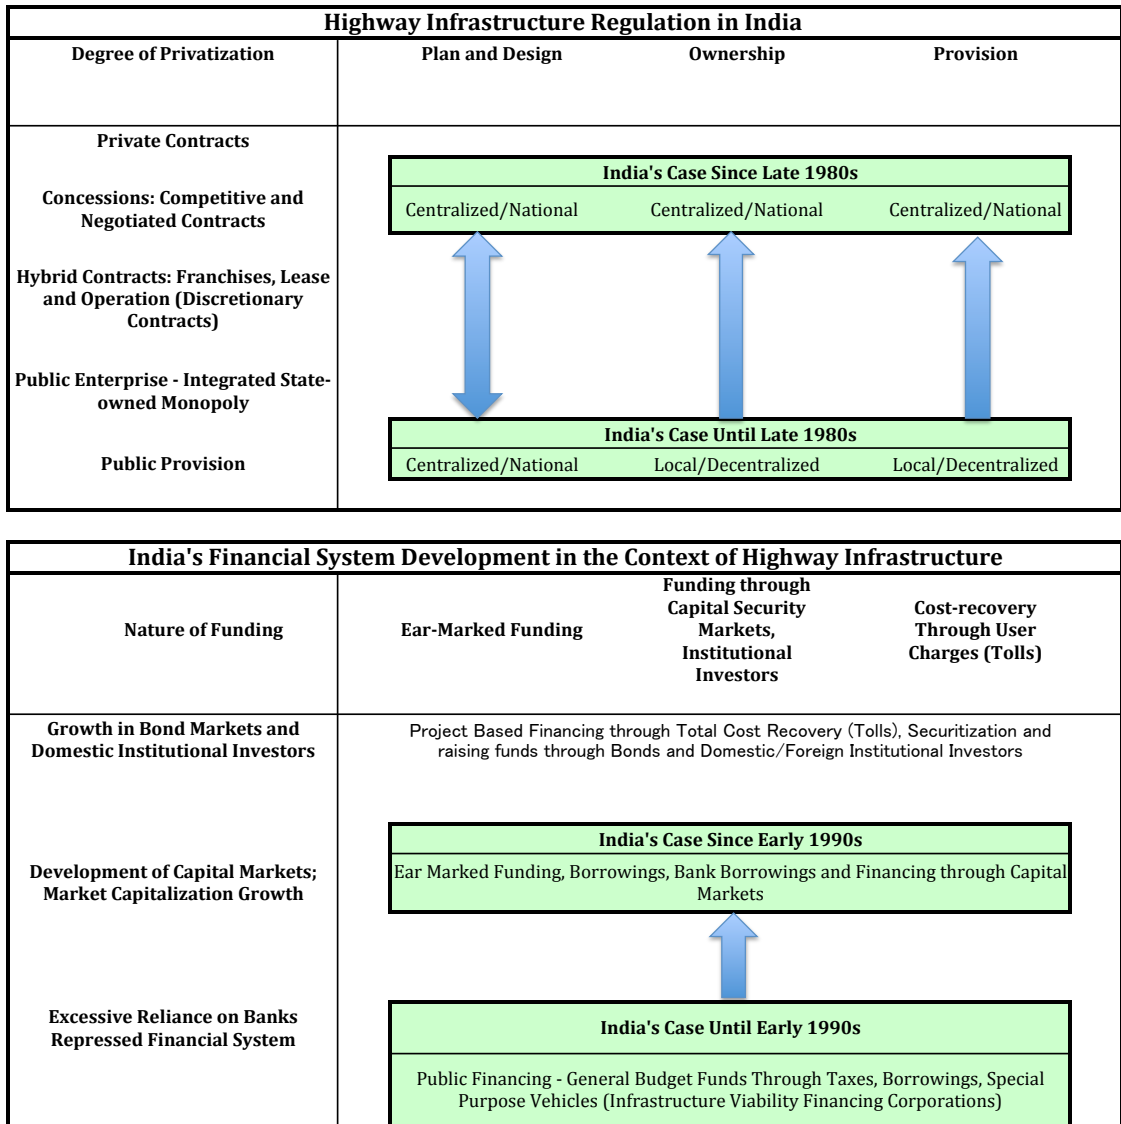 Highway Infrastructure Regulation in India
Degree of Privatization
Plan and Design
Ownership
Provision
Private Contracts
India's Case Since Late 1980s
Concessions: Competitive and
Negotiated Contracts
Centralized/National
Centralized/National
Centralized/National
Hybrid Contracts: Franchises, Lease
and Operation (Discretionary
Contracts)
Public Enterprise - Integrated State-
owned Monopoly
India's Case Until Late 1980s
Public Provision
Centralized/National
Local/Decentralized
Local/Decentralized
India's Financial System Development in the Context of Highway Infrastructure
Nature of Funding
Ear-Marked Funding
Funding through
Capital Security
Markets,
Institutional
Investors
Cost-recovery
Through User
Charges (Tolls)
Growth in Bond Markets and
Domestic Institutional Investors
Project Based Financing through Total Cost Recovery (Tolls), Securitization and
raising funds through Bonds and Domestic/Foreign Institutional Investors
India's Case Since Early 1990s
Development of Capital Markets;
Market Capitalization Growth
Ear Marked Funding, Borrowings, Bank Borrowings and Financing through Capital
Markets
Excessive Reliance on Banks
Repressed Financial System
India's Case Until Early 1990s
Public Financing - General Budget Funds Through Taxes, Borrowings, Special
Purpose Vehicles (Infrastructure Viability Financing Corporations)